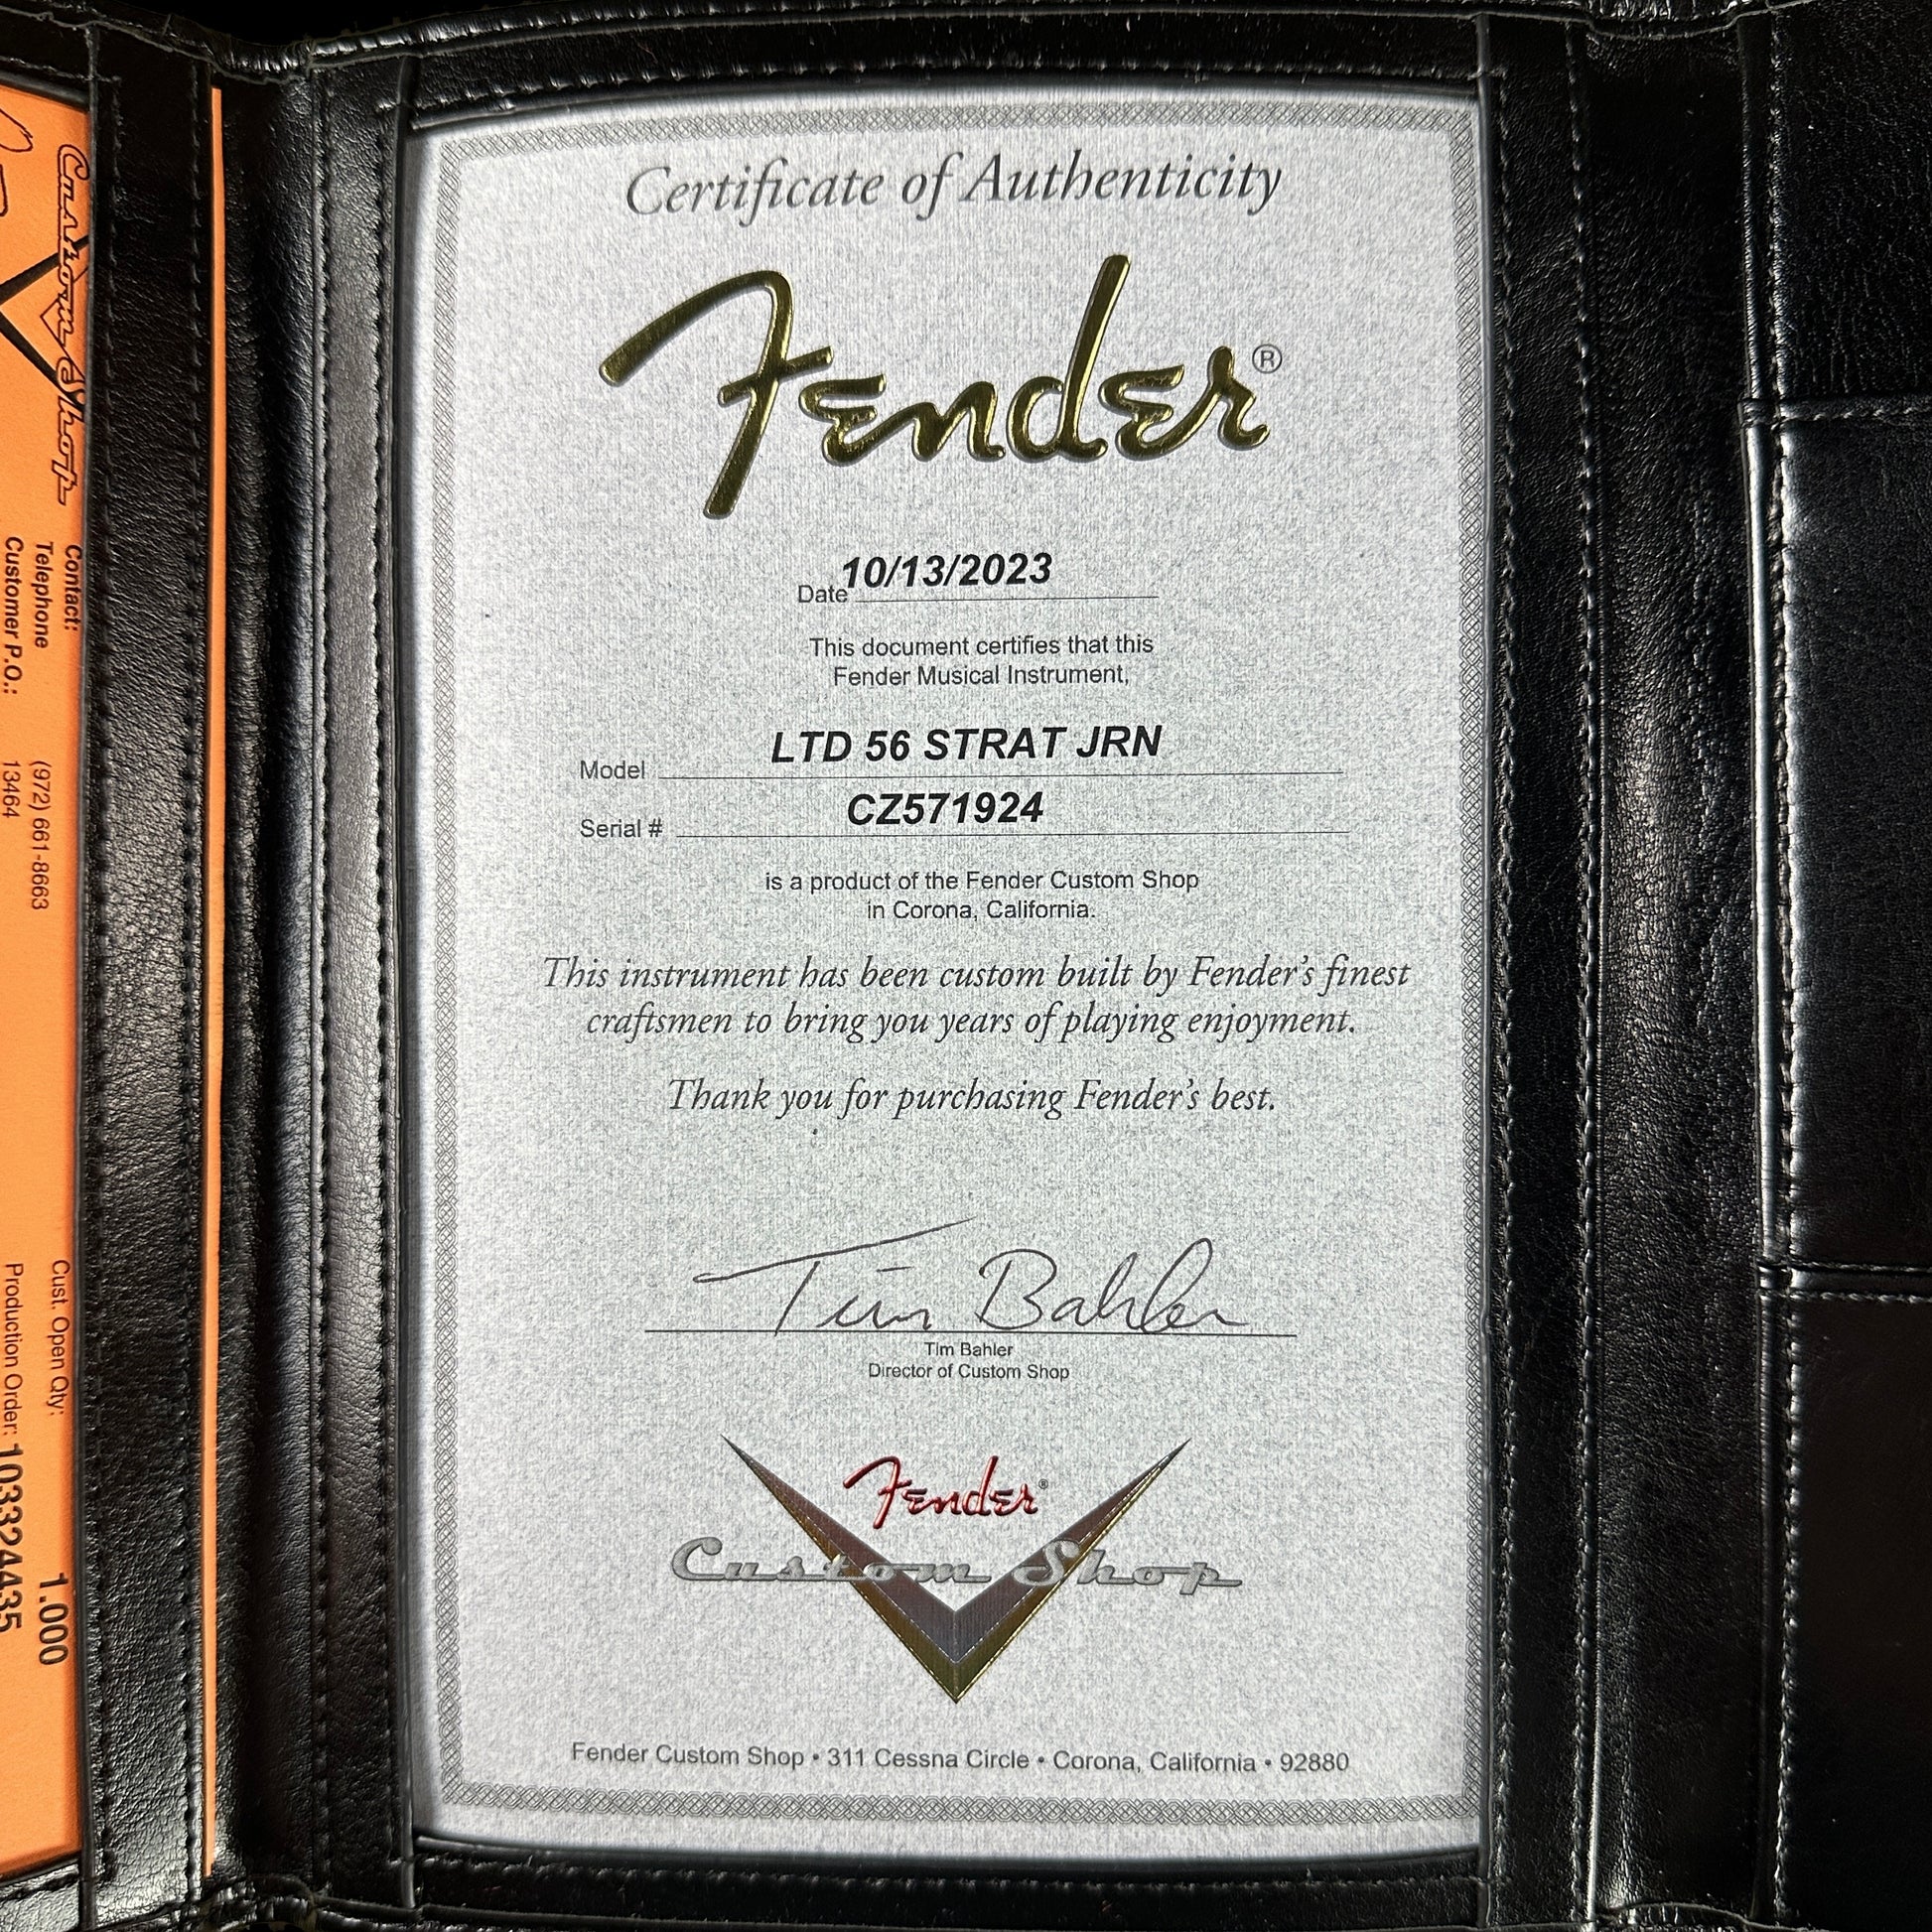 Certificate of Authenticity
Fender®
Date 10/13/2023
This document certifies that this
Fender Musical Instrument,
Model LTD 56 STRAT JRN
Serial # CZ571924
is a product of the Fender Custom Shop
in Corona, California.
This instrument has been custom built by Fender's finest
craftsmen to bring you years of playing enjoyment.
Thank you for purchasing Fender's best.
Tim Bahler
Tim Bahler
Director of Custom Shop
Fender®
Custom Shop
Fender Custom Shop • 311 Cessna Circle • Corona, California • 92880
Custom Shop
Contact:
Telephone (972) 661-8663
Customer P.O.: 13464
Cust. Open Qty: 1.000
Production Order: 103324435